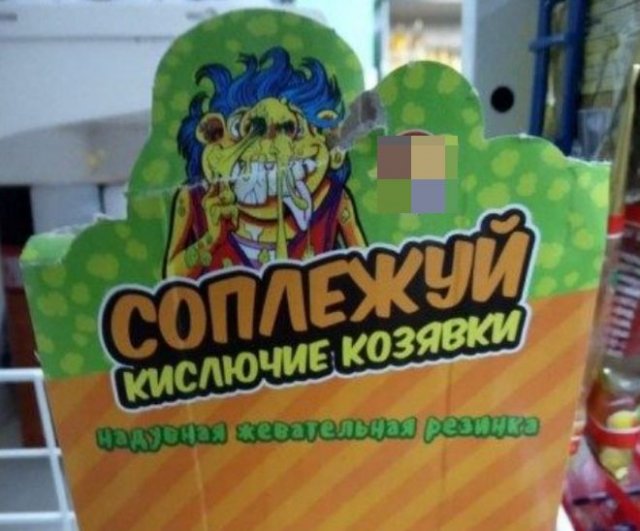 СОПЛЕЖУЙ
КИСЛЮЧИЕ КОЗЯВКИ
надувная жевательная резинка